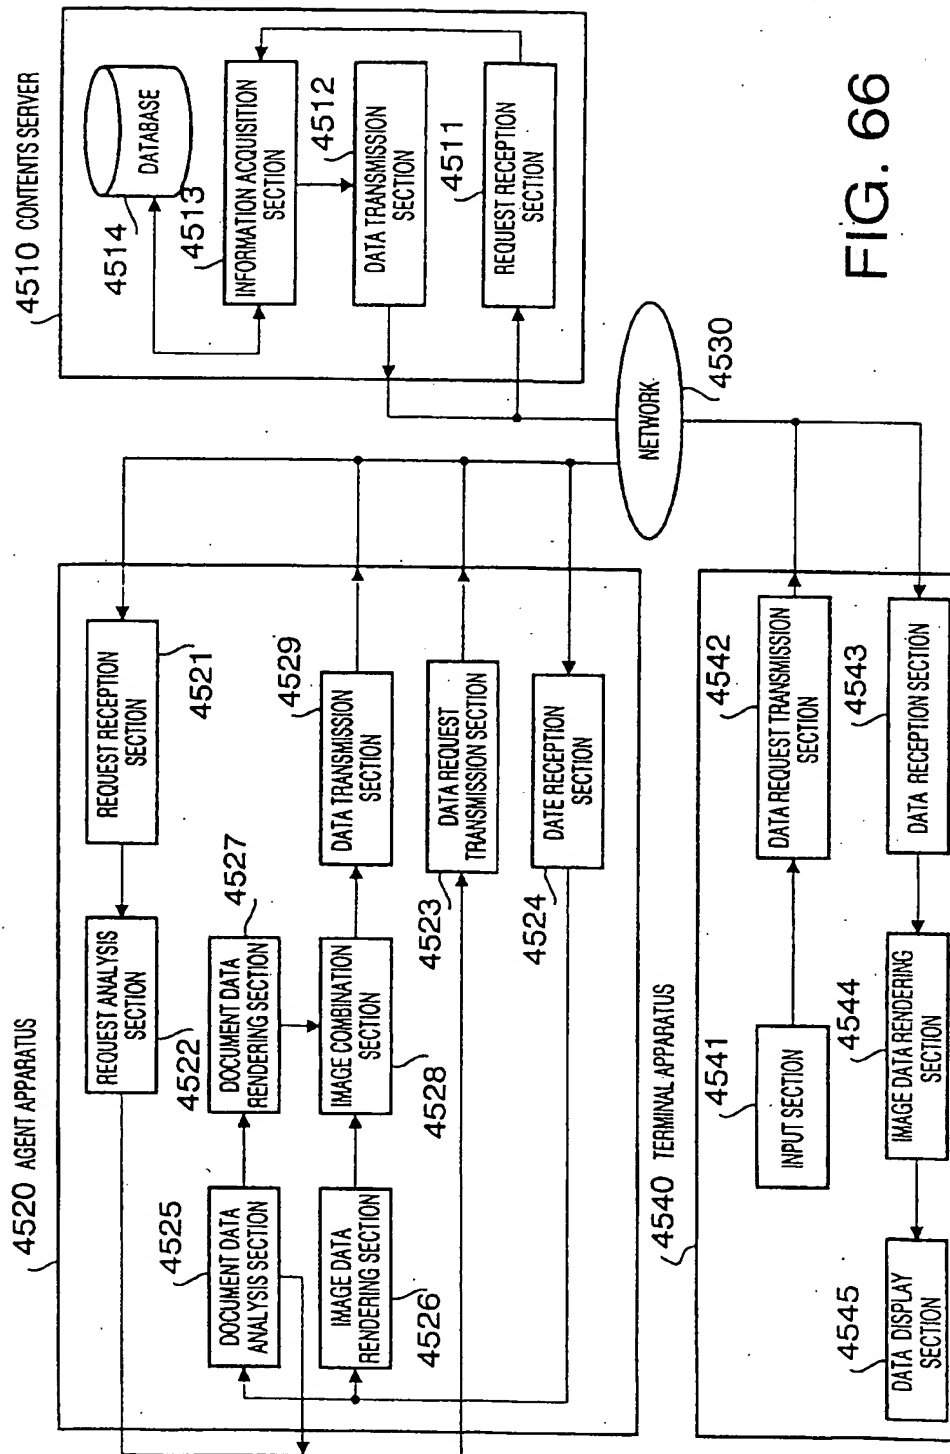 4510 CONTENTS SERVER
4514
DATABASE
4513
INFORMATION ACQUISITION
SECTION
4512
DATA TRANSMISSION
SECTION
4511
REQUEST RECEPTION
SECTION
FIG. 66
NETWORK
4530
4520 AGENT APPARATUS
REQUEST RECEPTION
SECTION
4521
REQUEST ANALYSIS
SECTION
4522
4527
DOCUMENT DATA
RENDERING SECTION
4529
DATA TRANSMISSION
SECTION
4525
DOCUMENT DATA
ANALYSIS SECTION
IMAGE COMBINATION
SECTION
4528
IMAGE DATA
RENDERING SECTION
4526
DATA REQUEST
TRANSMISSION SECTION
4523
DATE RECEPTION
SECTION
4524
4540 TERMINAL APPARATUS
4541
INPUT SECTION
4542
DATA REQUEST TRANSMISSION
SECTION
4543
DATA RECEPTION SECTION
4544
IMAGE DATA RENDERING
SECTION
4545
DATA DISPLAY
SECTION